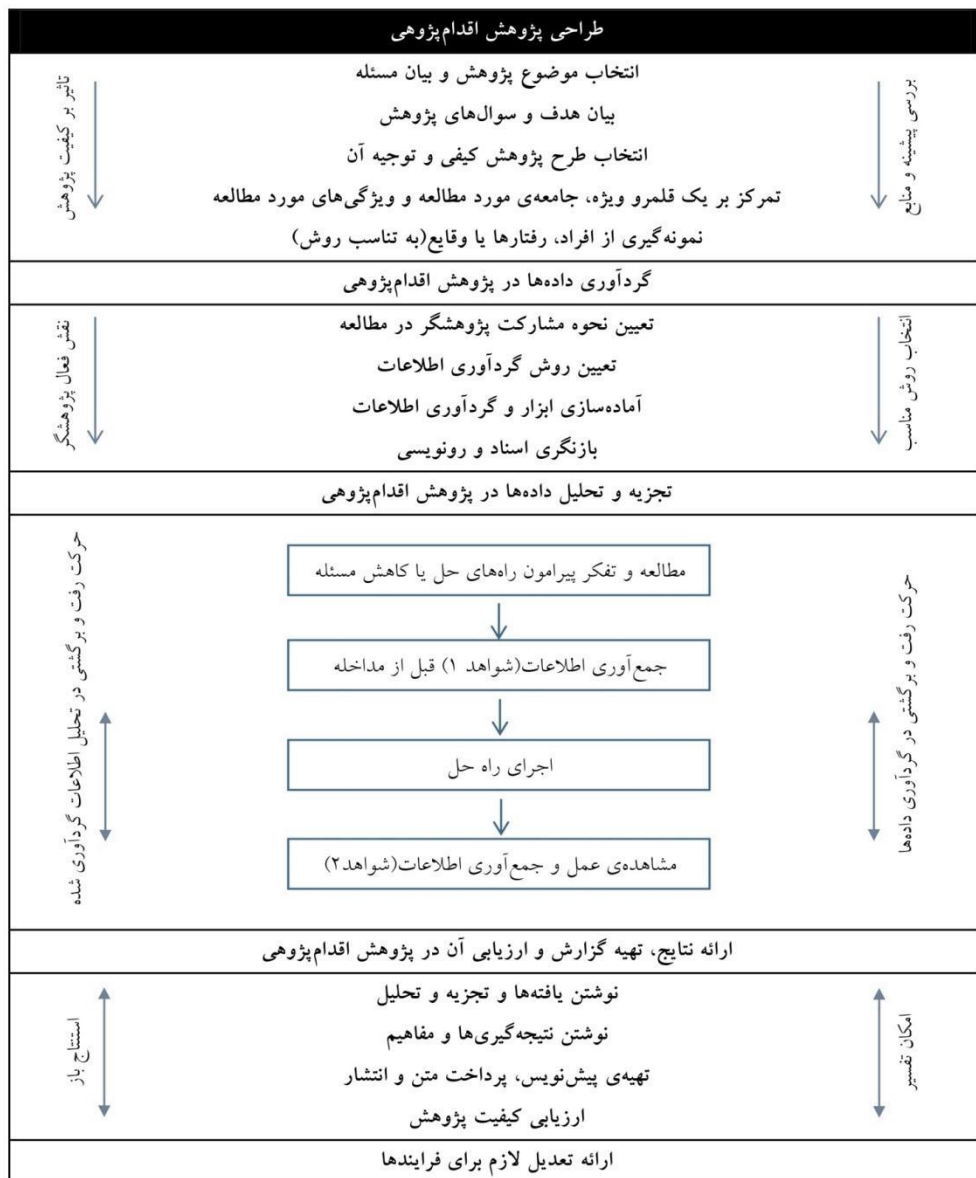 طراحی پژوهش اقدام‌پژوهی
بررسی پیشینه و منابع
انتخاب موضوع پژوهش و بیان مسئله
بیان هدف و سوال‌های پژوهش
انتخاب طرح پژوهش کیفی و توجیه آن
تمرکز بر یک قلمرو ویژه، جامعه‌ی مورد مطالعه و ویژگی‌های مورد مطالعه
نمونه‌گیری از افراد، رفتارها یا وقایع(به تناسب روش)
تاثیر بر کیفیت پژوهش
گردآوری داده‌ها در پژوهش اقدام‌پژوهی
انتخاب روش مناسب
تعیین نحوه مشارکت پژوهشگر در مطالعه
تعیین روش گردآوری اطلاعات
آماده‌سازی ابزار و گردآوری اطلاعات
بازنگری اسناد و رونویسی
نقش فعال پژوهشگر
تجزیه و تحلیل داده‌ها در پژوهش اقدام‌پژوهی
حرکت رفت و برگشتی در گردآوری داده‌ها
مطالعه و تفکر پیرامون راه‌های حل یا کاهش مسئله
جمع‌آوری اطلاعات(شواهد ۱) قبل از مداخله
اجرای راه حل
مشاهده‌ی عمل و جمع‌آوری اطلاعات(شواهد۲)
حرکت رفت و برگشتی در تحلیل اطلاعات گردآوری شده
ارائه نتایج، تهیه گزارش و ارزیابی آن در پژوهش اقدام‌پژوهی
امکان تفسیر
نوشتن یافته‌ها و تجزیه و تحلیل
نوشتن نتیجه‌گیری‌ها و مفاهیم
تهیه‌ی پیش‌نویس، پرداخت متن و انتشار
ارزیابی کیفیت پژوهش
استنتاج باز
ارائه تعدیل لازم برای فرایندها